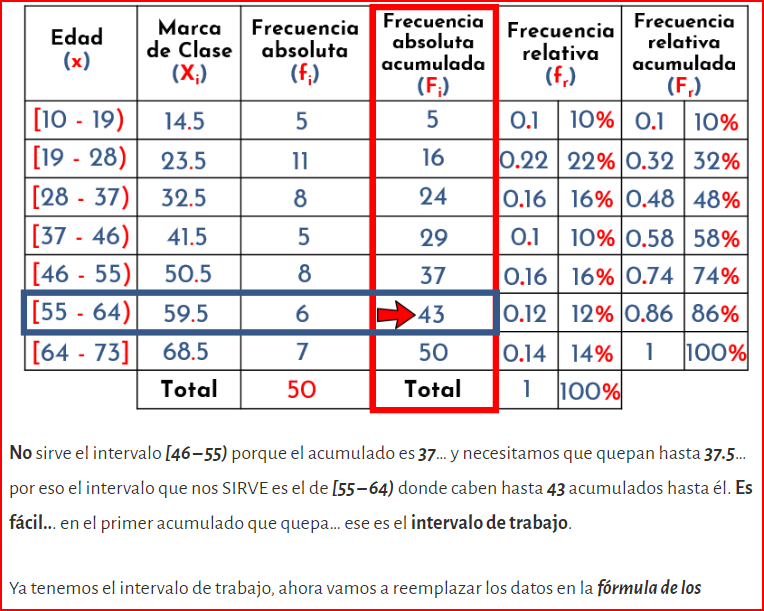 Edad (x) Marca de Clase (Xi) Frecuencia absoluta (fi) Frecuencia absoluta acumulada (Fi) Frecuencia relativa (fr) Frecuencia relativa acumulada (Fr)
[10 - 19) 14.5 5 5 0.1 10% 0.1 10%
[19 - 28) 23.5 11 16 0.22 22% 0.32 32%
[28 - 37) 32.5 8 24 0.16 16% 0.48 48%
[37 - 46) 41.5 5 29 0.1 10% 0.58 58%
[46 - 55) 50.5 8 37 0.16 16% 0.74 74%
[55 - 64) 59.5 6 43 0.12 12% 0.86 86%
[64 - 73] 68.5 7 50 0.14 14% 1 100%
Total 50 Total 1 100%
No sirve el intervalo [46–55) porque el acumulado es 37… y necesitamos que quepan hasta 37.5…
por eso el intervalo que nos SIRVE es el de [55–64) donde caben hasta 43 acumulados hasta él. Es
fácil… en el primer acumulado que quepa… ese es el intervalo de trabajo.
Ya tenemos el intervalo de trabajo, ahora vamos a reemplazar los datos en la fórmula de los